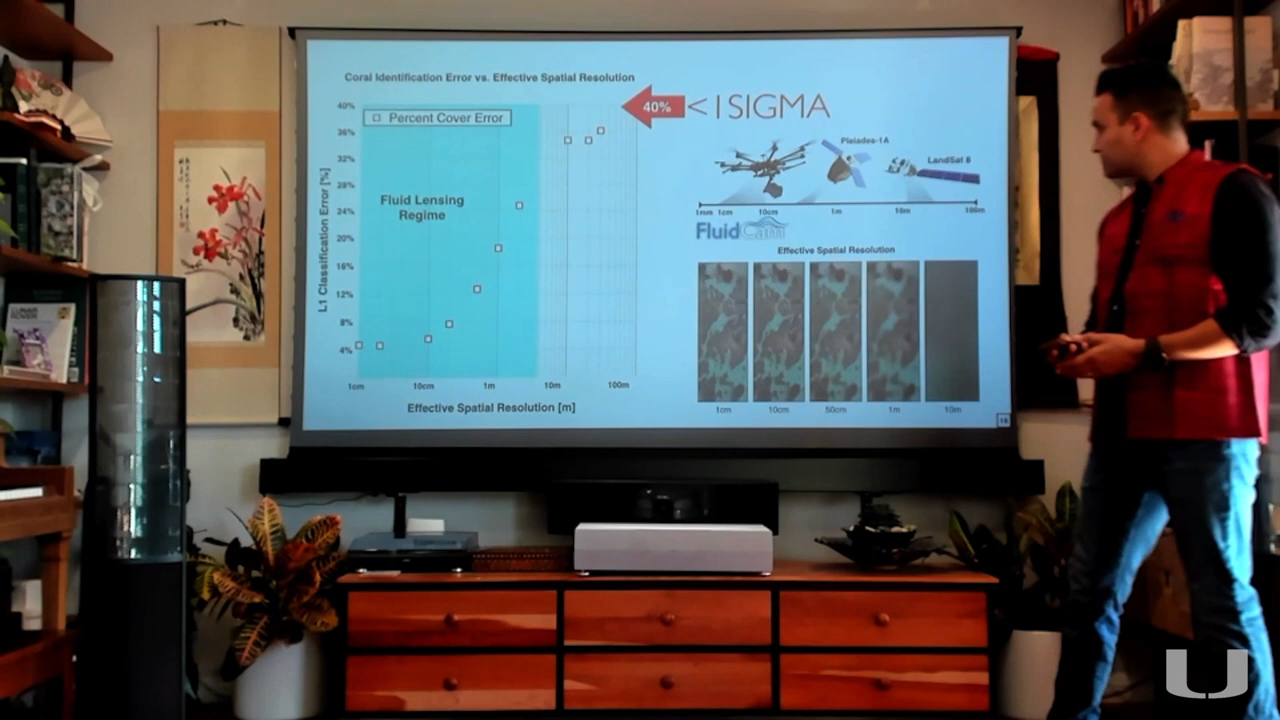 Coral Identification Error vs. Effective Spatial Resolution
40%
36%
32%
28%
24%
20%
16%
12%
8%
4%
L1 Classification Error [%]
Percent Cover Error
Fluid Lensing
Regime
1cm 10cm 1m 10m 100m
Effective Spatial Resolution [m]
40% < 1 SIGMA
Pleiades-1A
LandSat 8
1mm 1cm 10cm 1m 10m 100m
FluidCam
Effective Spatial Resolution
1cm 10cm 50cm 1m 10m
U